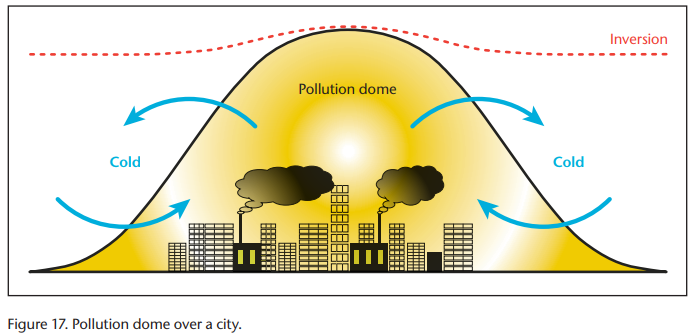 Inversion
Pollution dome
Cold
Cold
Figure 17. Pollution dome over a city.